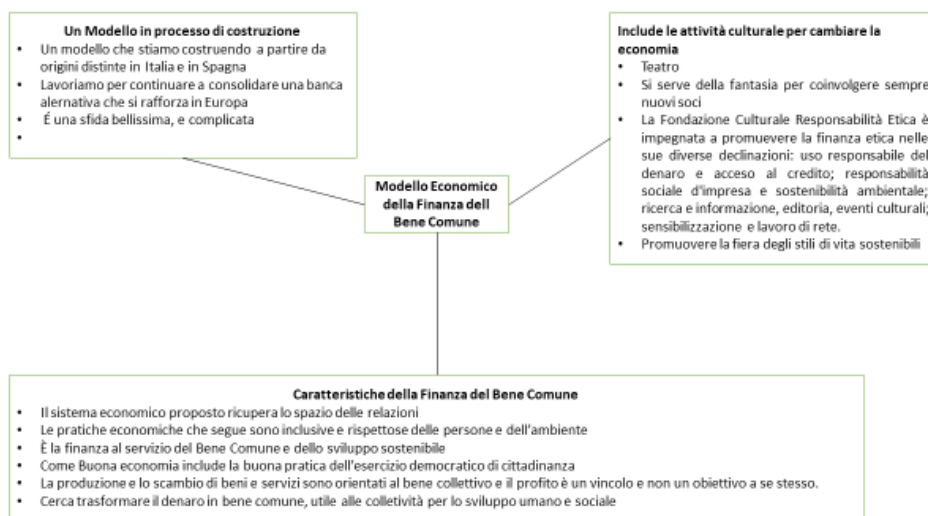 Un Modello in processo di costruzione
• Un modello che stiamo costruendo a partire da
origini distinte in Italia e in Spagna
• Lavoriamo per continuare a consolidare una banca
alernativa che si rafforza in Europa
• É una sfida bellissima, e complicata
•
Include le attività culturale per cambiare la
economia
• Teatro
• Si serve della fantasia per coinvolgere sempre
nuovi soci
• La Fondazione Culturale Responsabilità Etica è
impegnata a promuevere la finanza etica nelle
sue diverse declinazioni: uso responsabile del
denaro e acceso al credito; responsabilità
sociale d'impresa e sostenibilità ambientale;
ricerca e informazione, editoria, eventi culturali;
sensibilizzazione e lavoro di rete.
• Promuovere la fiera degli stili di vita sostenibili
Modello Economico
della Finanza dell
Bene Comune
Caratteristiche della Finanza del Bene Comune
• Il sistema economico proposto ricupera lo spazio delle relazioni
• Le pratiche economiche che segue sono inclusive e rispettose delle persone e dell'ambiente
• È la finanza al servizio del Bene Comune e dello sviluppo sostenibile
• Come Buona economia include la buona pratica dell'esercizio democratico di cittadinanza
• La produzione e lo scambio di beni e servizi sono orientati al bene collettivo e il profitto è un vincolo e non un obiettivo a se stesso.
• Cerca trasformare il denaro in bene comune, utile alle colletività per lo sviluppo umano e sociale